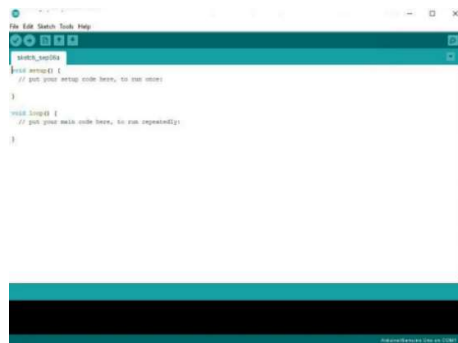 File Edit Sketch Tools Help
void setup() {
// put your setup code here, to run once:
}
void loop() {
// put your main code here, to run repeatedly:
}